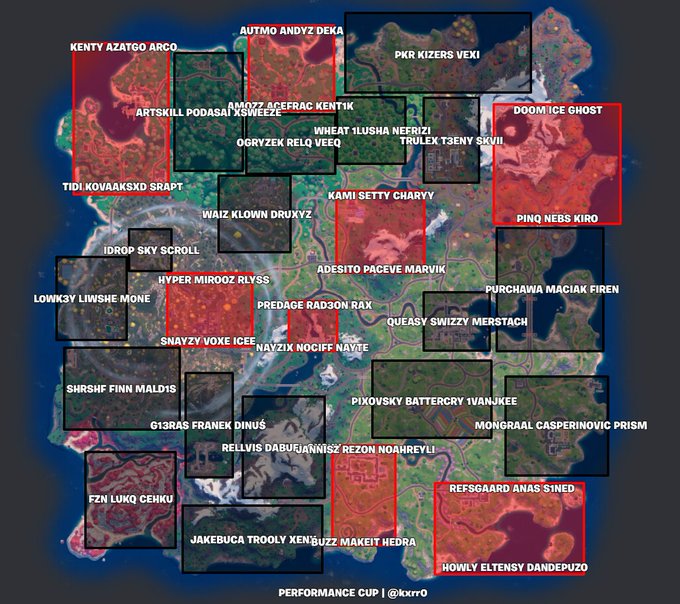 AUTMO ANDYZ DEKA
KENTY AZATGO ARCO
PKR KIZERS VEXI
AMOZZ ACEFRAC KENT1K
ARTSKILL PODASAI XSWEEZE
DOOM ICE GHOST
WHEAT 1LUSHA NEFRIZI
OGRYZEK RELQ VEEQ
TRULEX T3ENY SKVII
TIDI KOVAAKSXD SRAPT
KAMI SETTY CHARYY
WAIZ KLOWN DRUXYZ
PINQ NEBS KIRO
IDROP SKY SCROLL
ADESITO PACEVE MARVIK
HYPER MIROOZ RLYSS
PURCHAWA MACIAK FIREN
LOWK3Y LIWSHE MONE
PREDAGE RAD3ON RAX
QUEASY SWIZZY MERSTACH
SNAYZY VOXE ICEE
NAYZIX NOCIFF NAYTE
SHRSHF FINN MALD1S
PIXOVSKY BATTERCRY 1VANJKEE
G13RAS FRANEK DINUŚ
MONGRAAL CASPERINOVIC PRISM
RELLVIS
JANNISZ REZON NOAHREYLI
REFSGAARD ANAS S1NED
FZN LUKQ CEHKU
JAKEBUCA TROOLY
BUZZ MAKEIT HEDRA
HOWLY ELTENSY DANDEPUZO
PERFORMANCE CUP | @kxrr0